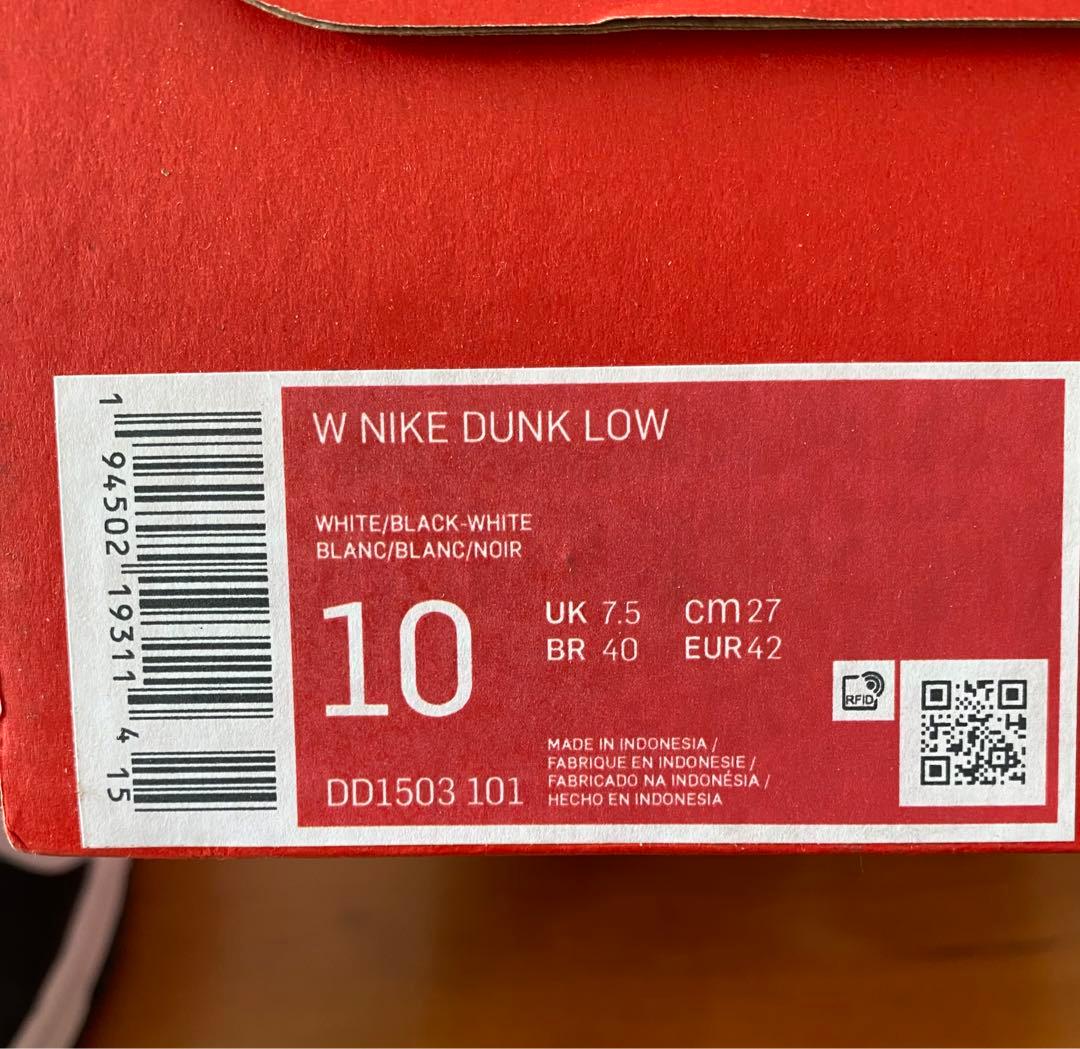 1 94502 19311 4 15
W NIKE DUNK LOW
WHITE/BLACK-WHITE
BLANC/BLANC/NOIR
10
UK 7.5 cm 27
BR 40 EUR 42
DD1503 101
MADE IN INDONESIA /
FABRIQUE EN INDONESIE /
FABRICADO NA INDONÉSIA /
HECHO EN INDONESIA
RFID